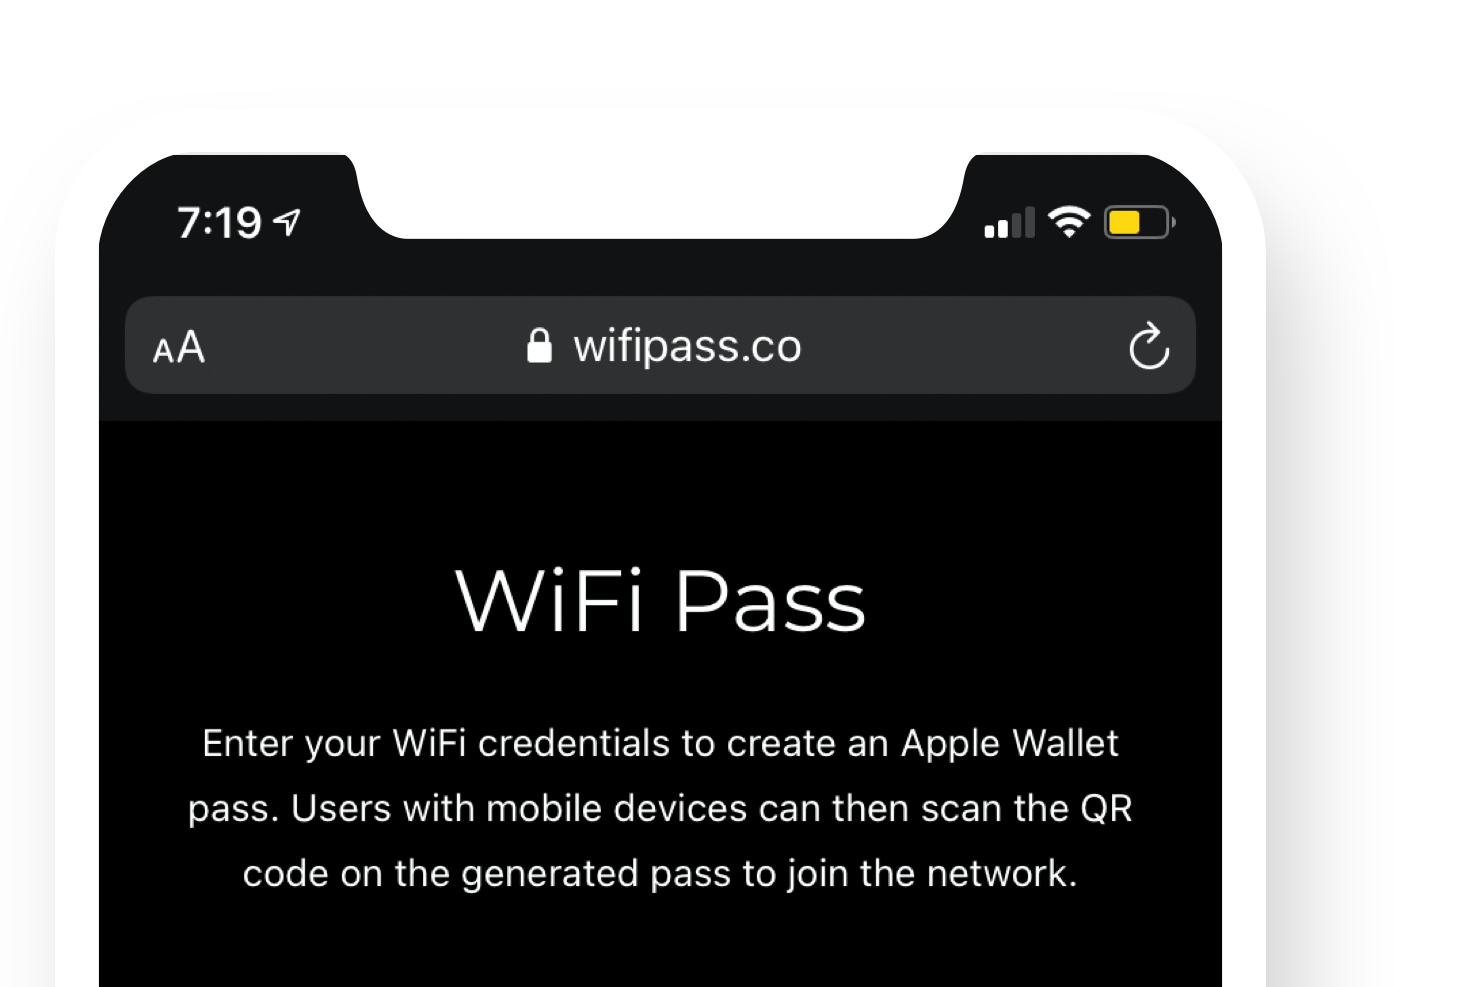 7:19
AA wifipass.co
WiFi Pass
Enter your WiFi credentials to create an Apple Wallet
pass. Users with mobile devices can then scan the QR
code on the generated pass to join the network.